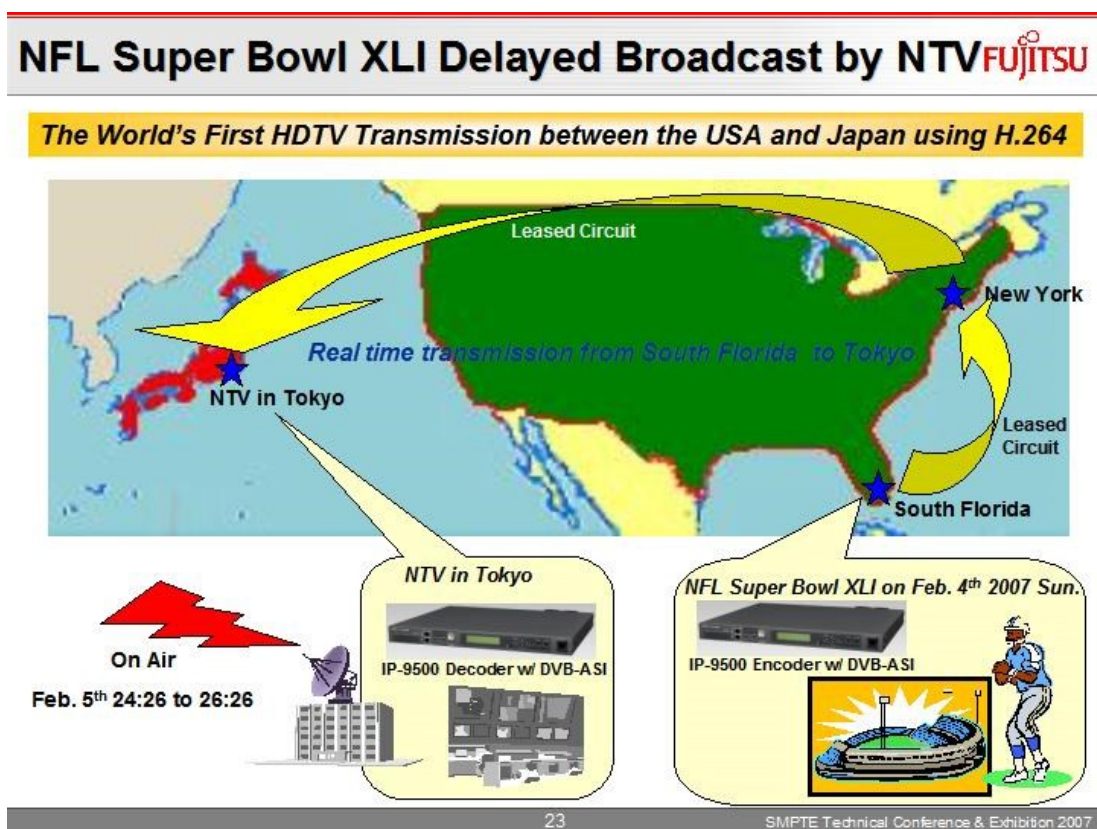 NFL Super Bowl XLI Delayed Broadcast by NTV FUJITSU
The World's First HDTV Transmission between the USA and Japan using H.264
Leased Circuit
New York
Real time transmission from South Florida to Tokyo
NTV in Tokyo
Leased
Circuit
South Florida
NTV in Tokyo
IP-9500 Decoder w/ DVB-ASI
NFL Super Bowl XLI on Feb. 4th 2007 Sun.
IP-9500 Encoder w/ DVB-ASI
On Air
Feb. 5th 24:26 to 26:26
23
SMPTE Technical Conference & Exhibition 2007